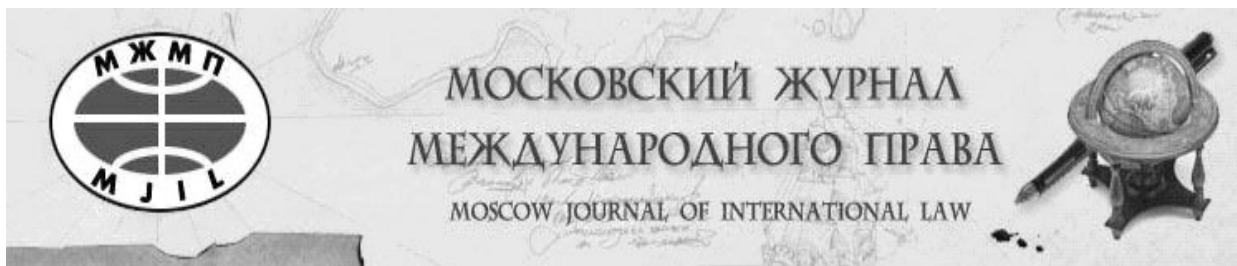 МЖМП
MJIL
МОСКОВСКИЙ ЖУРНАЛ
МЕЖДУНАРОДНОГО ПРАВА
MOSCOW JOURNAL OF INTERNATIONAL LAW